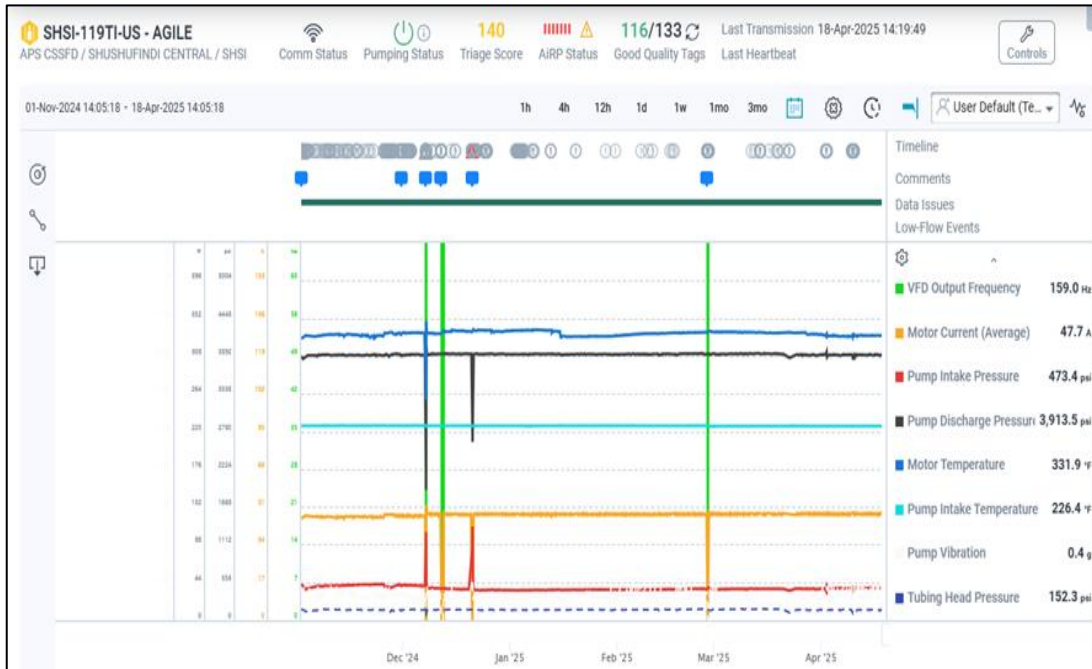 SHSI-119TI-US - AGILE
APS CSSFD / SHUSHUFINDI CENTRAL / SHSI
Comm Status
Pumping Status
140
Triage Score
AiRP Status
116/133
Good Quality Tags
Last Transmission 18-Apr-2025 14:19:49
Last Heartbeat
Controls
01-Nov-2024 14:05:18 - 18-Apr-2025 14:05:18
1h 4h 12h 1d 1w 1mo 3mo
User Default (Te...
Timeline
Comments
Data Issues
Low-Flow Events
VFD Output Frequency 159.0 Hz
Motor Current (Average) 47.7 A
Pump Intake Pressure 473.4 psi
Pump Discharge Pressur 3,913.5 psi
Motor Temperature 331.9 °F
Pump Intake Temperature 226.4 °F
Pump Vibration 0.4 g
Tubing Head Pressure 152.3 psi
Dec '24 Jan '25 Feb '25 Mar '25 Apr '25